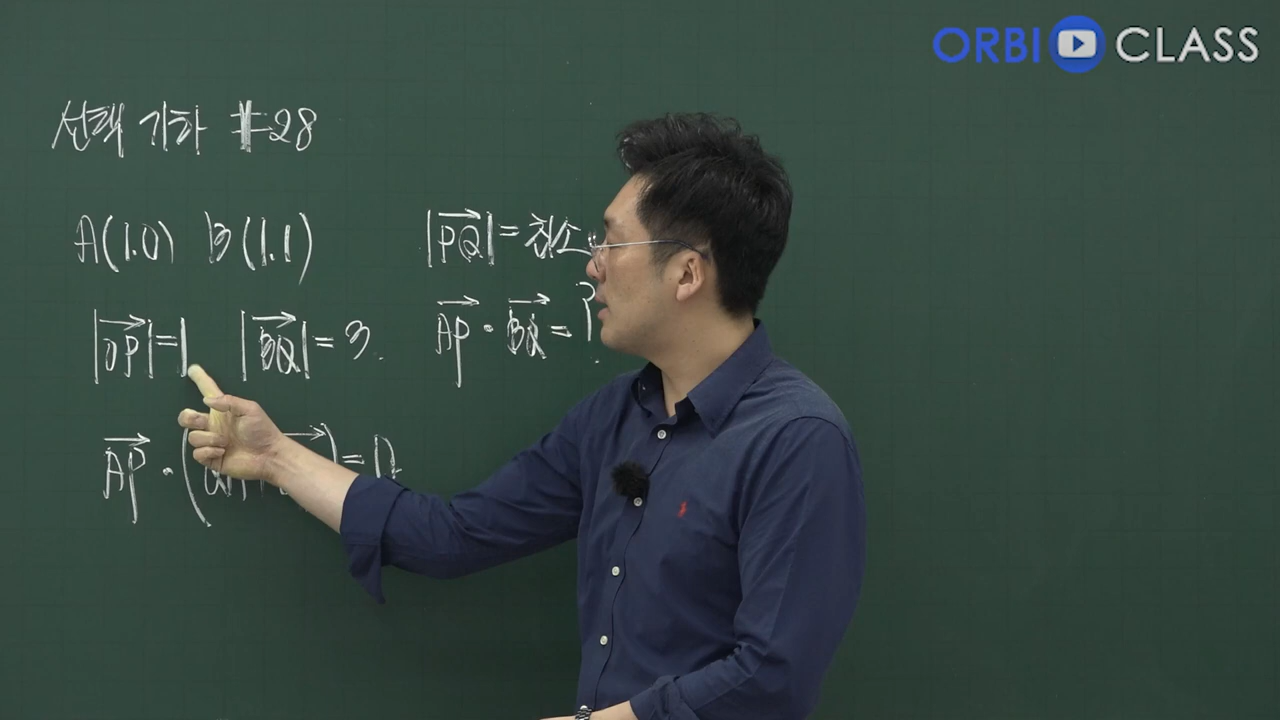 ORBI CLASS
선택 기하 #28
A(1.0) B(1.1)
|OP|=1 |BQ|=3.
AP · ( ) = 0.
|PQ|=최소
AP · BQ = ?